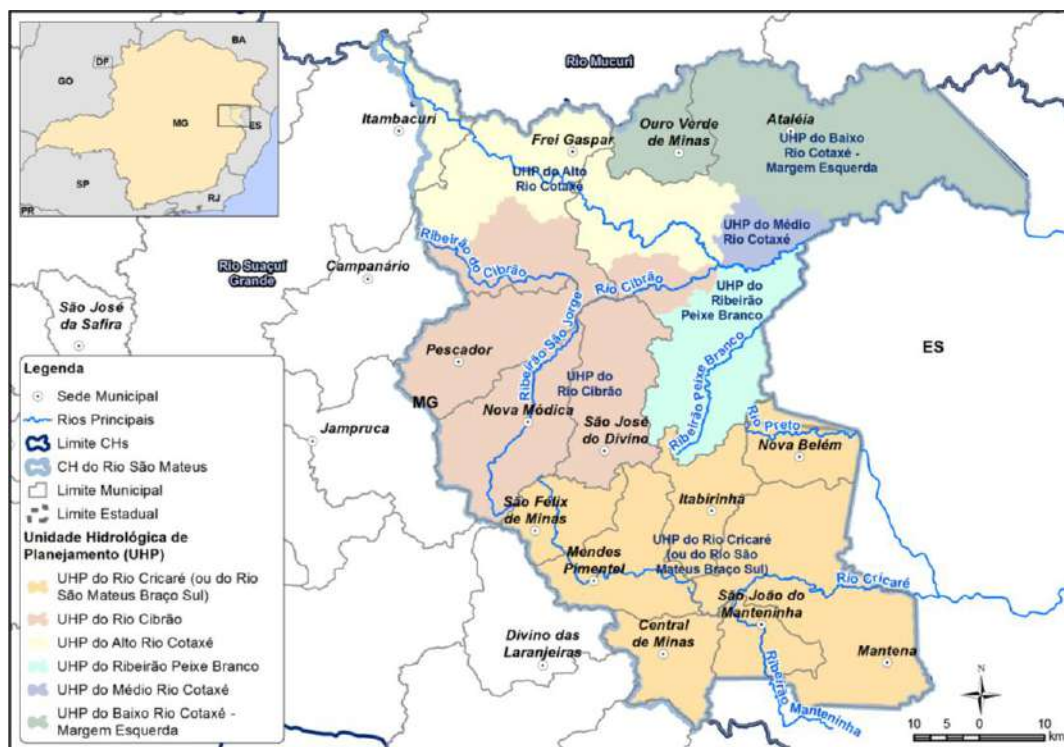 BA
DF
GO
MG
ES
SP
RJ
PR
Rio Mucuri
Itambacuri
Frei Gaspar
Ouro Verde
de Minas
Ataléia
UHP do Baixo
Rio Cotaxé -
Margem Esquerda
UHP do Alto
Rio Cotaxé
UHP do Médio
Rio Cotaxé
Ribeirão do Cibrão
Rio Suaçuí
Grande
Campanário
Rio Cibrão
UHP do
Ribeirão
Peixe Branco
São José
da Safira
Ribeirão São Jorge
ES
Pescador
UHP do
Rio Cibrão
Ribeirão Peixe Branco
MG
Nova Módica
São José
do Divino
Jampruca
Rio Preto
Nova Belém
São Félix
de Minas
Itabirinha
UHP do Rio Cricaré
(ou do Rio São
Mateus Braço Sul)
Mendes
Pimentel
Rio Cricaré
São João do
Manteninha
Divino das
Laranjeiras
Central
de Minas
Mantena
Ribeirão Manteninha
Legenda
Sede Municipal
Rios Principais
Limite CHs
CH do Rio São Mateus
Limite Municipal
Limite Estadual
Unidade Hidrológica de
Planejamento (UHP)
UHP do Rio Cricaré (ou do Rio
São Mateus Braço Sul)
UHP do Rio Cibrão
UHP do Alto Rio Cotaxé
UHP do Ribeirão Peixe Branco
UHP do Médio Rio Cotaxé
UHP do Baixo Rio Cotaxé -
Margem Esquerda
N
10 5 0 10
km